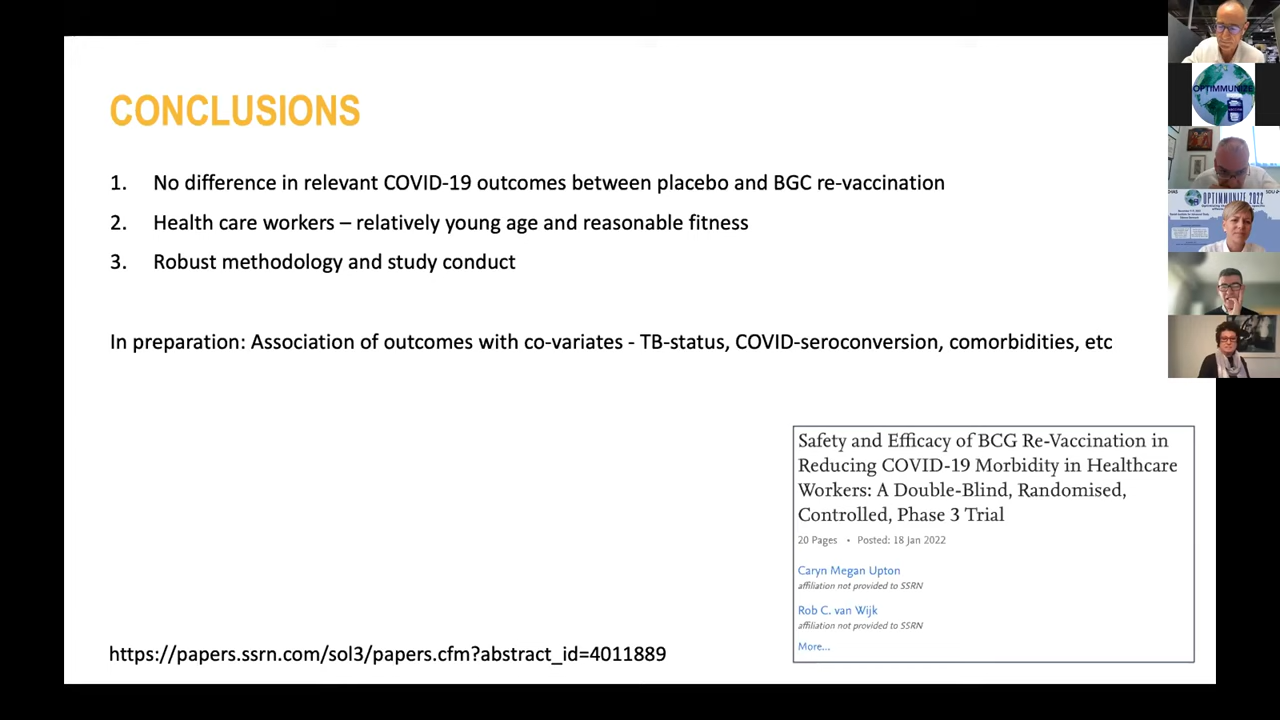 CONCLUSIONS
1. No difference in relevant COVID-19 outcomes between placebo and BGC re-vaccination
2. Health care workers – relatively young age and reasonable fitness
3. Robust methodology and study conduct
In preparation: Association of outcomes with co-variates - TB-status, COVID-seroconversion, comorbidities, etc
Safety and Efficacy of BCG Re-Vaccination in
Reducing COVID-19 Morbidity in Healthcare
Workers: A Double-Blind, Randomised,
Controlled, Phase 3 Trial
20 Pages • Posted: 18 Jan 2022
Caryn Megan Upton
affiliation not provided to SSRN
Rob C. van Wijk
affiliation not provided to SSRN
More...
https://papers.ssrn.com/sol3/papers.cfm?abstract_id=4011889
OPTIMMUNIZE
OPTIMMUNIZE 2022